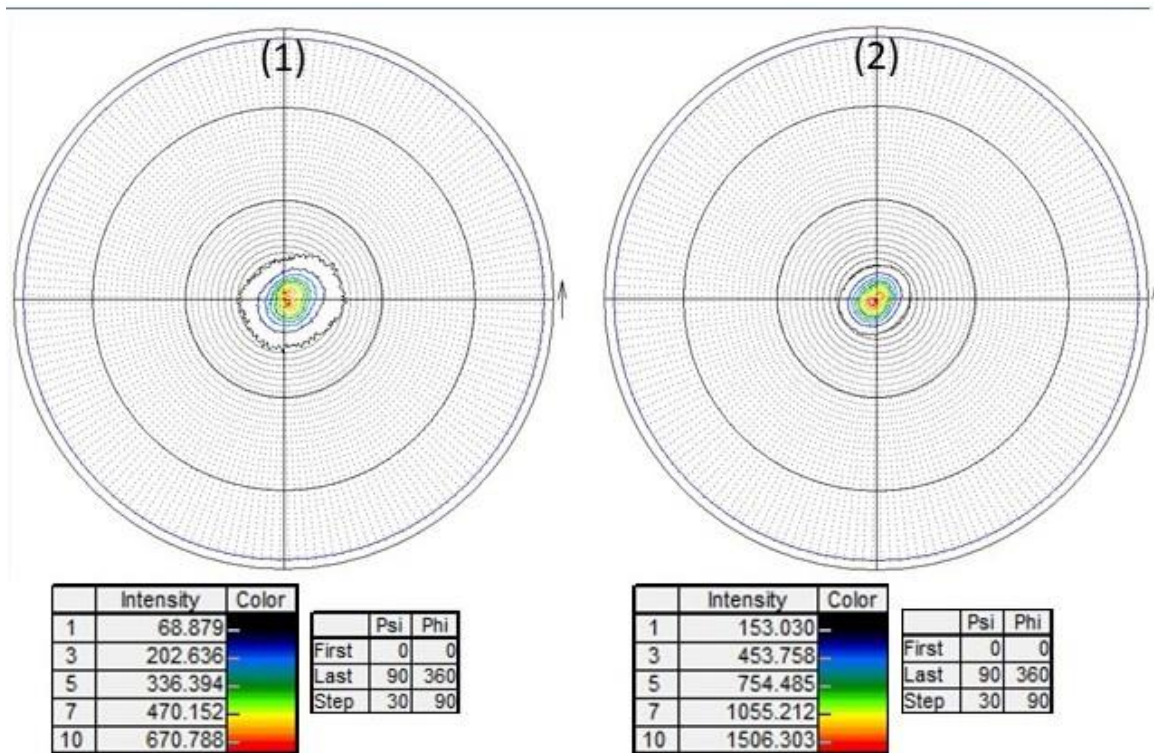 (1)
(2)
Intensity Color
1 68.879
3 202.636
5 336.394
7 470.152
10 670.788
Psi Phi
First 0 0
Last 90 360
Step 30 90
Intensity Color
1 153.030
3 453.758
5 754.485
7 1055.212
10 1506.303
Psi Phi
First 0 0
Last 90 360
Step 30 90